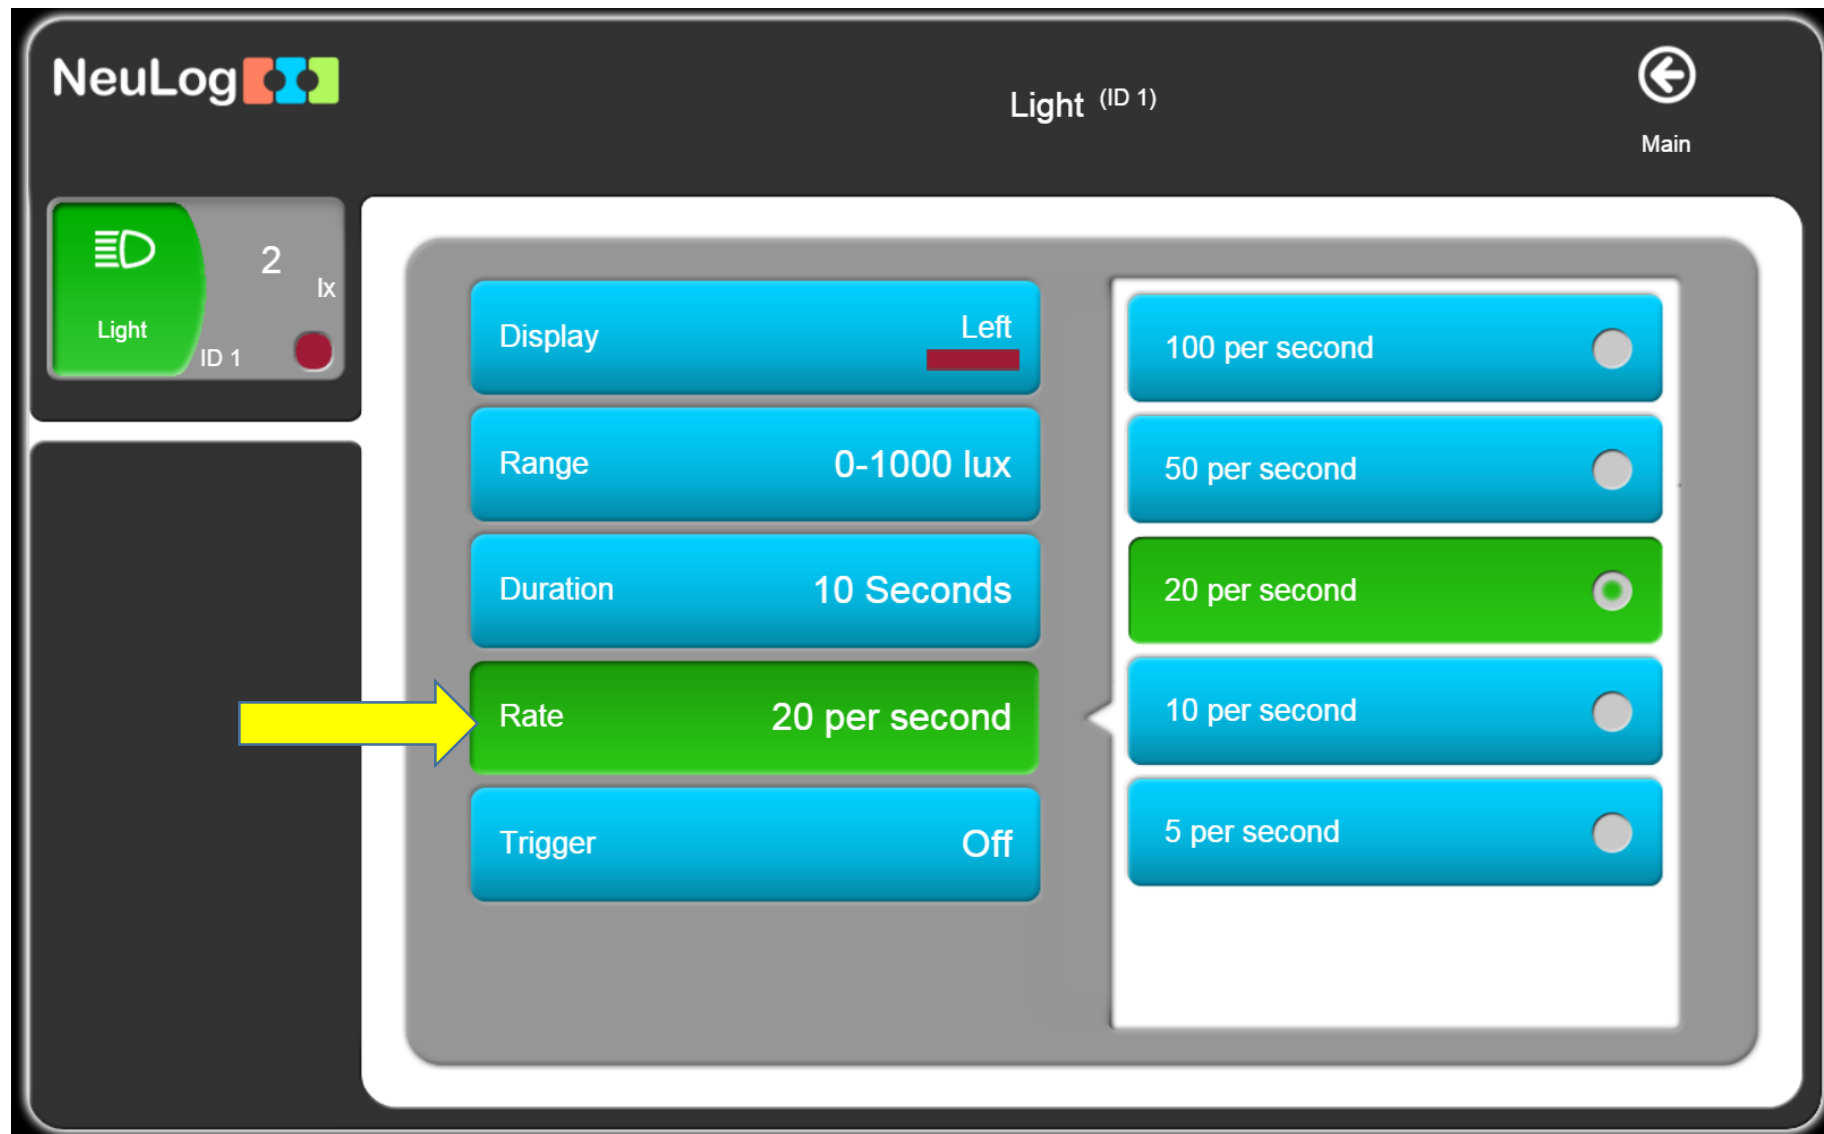 NeuLog
Light (ID 1)
Main
2
lx
Light
ID 1
Display Left
Range 0-1000 lux
Duration 10 Seconds
Rate 20 per second
Trigger Off
100 per second
50 per second
20 per second
10 per second
5 per second